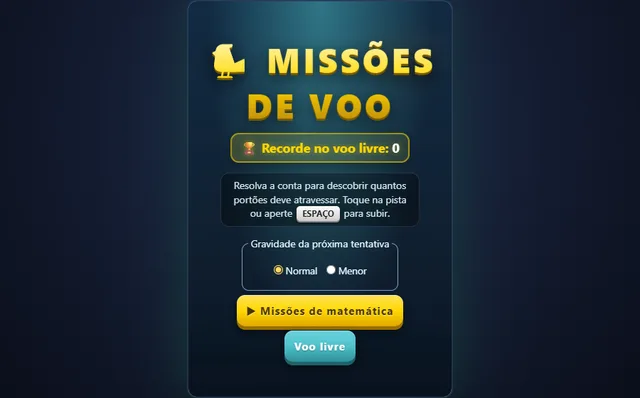 MISSÕES
DE VOO
Recorde no voo livre: 0
Resolva a conta para descobrir quantos
portões deve atravessar. Toque na pista
ou aperte ESPAÇO para subir.
Gravidade da próxima tentativa
Normal Menor
▶ Missões de matemática
Voo livre